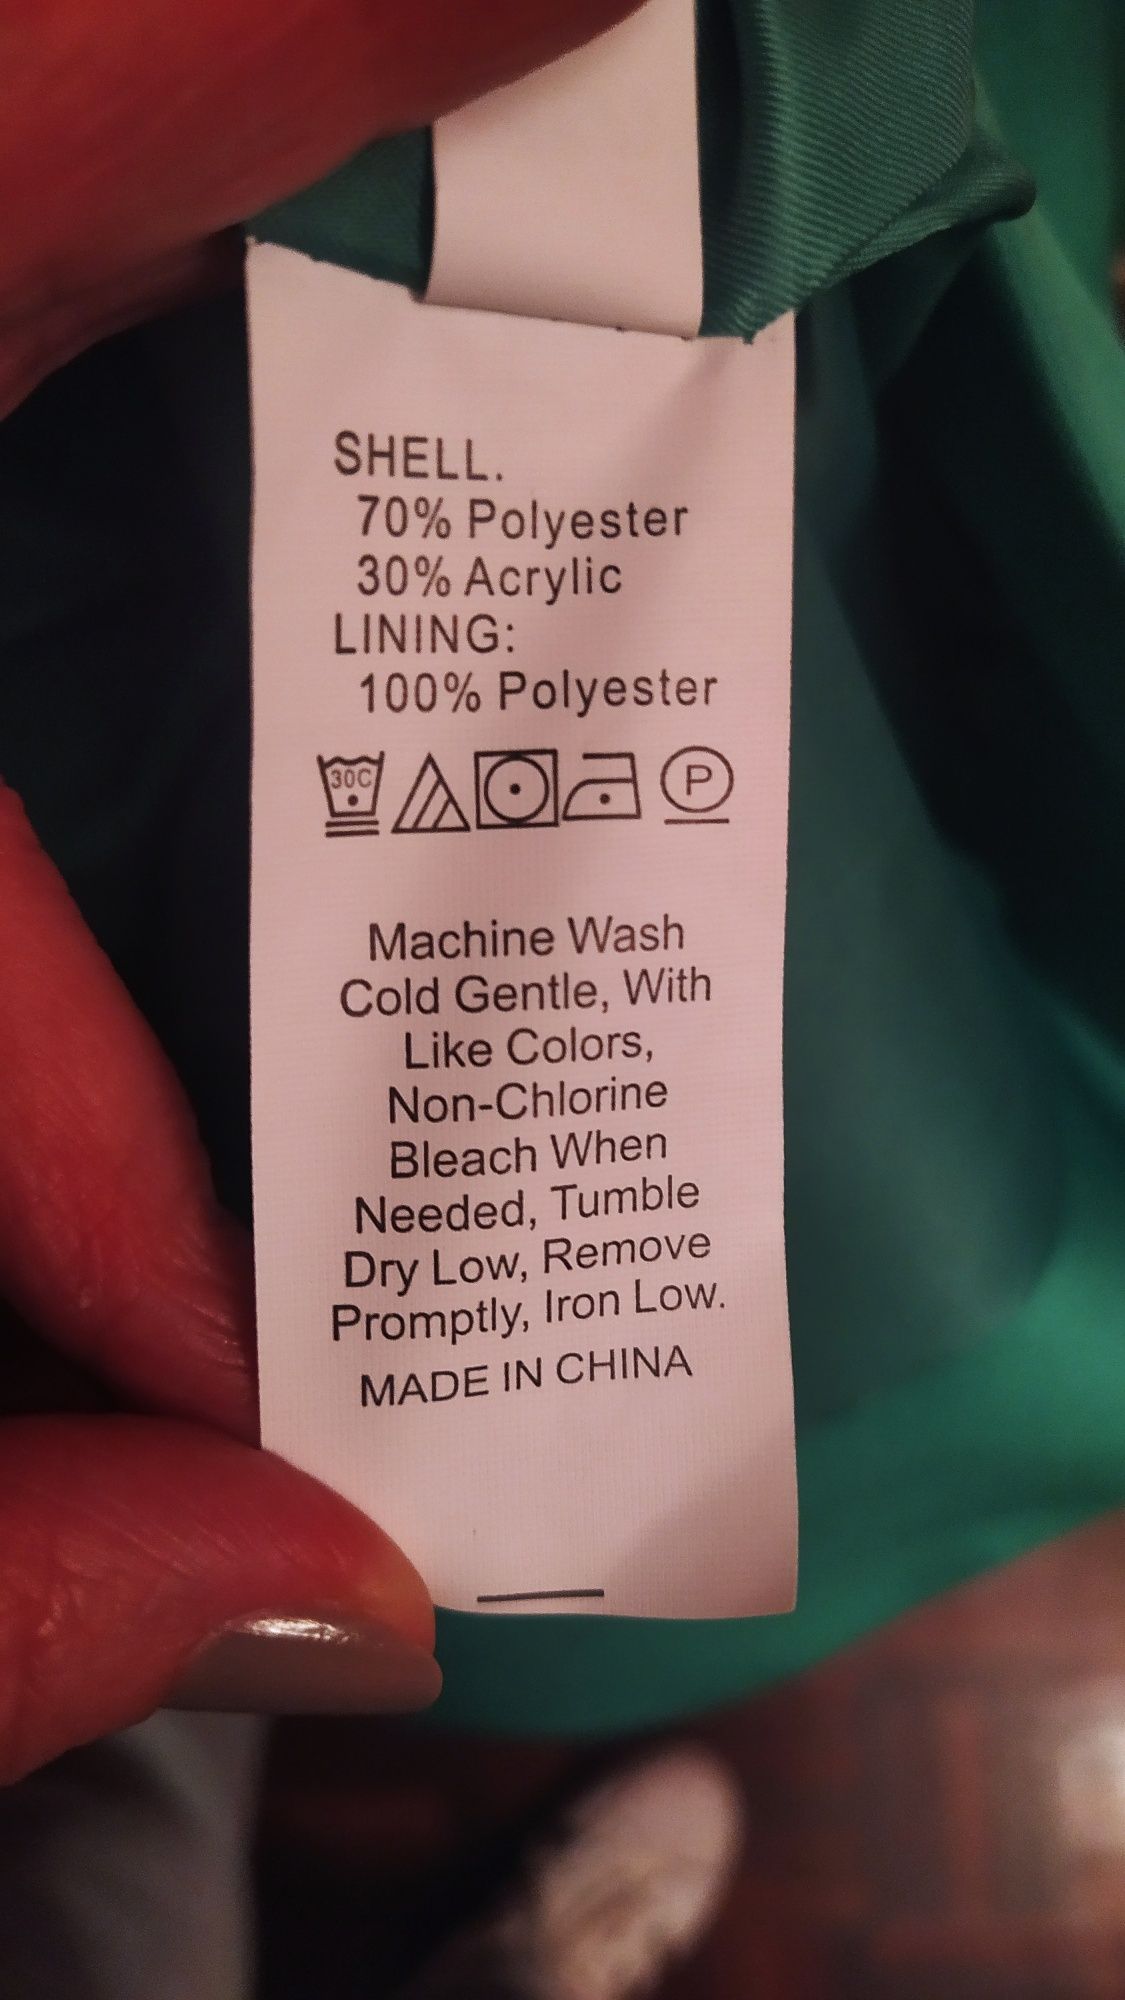 SHELL.
70% Polyester
30% Acrylic
LINING:
100% Polyester
30C
P
Machine Wash
Cold Gentle, With
Like Colors,
Non-Chlorine
Bleach When
Needed, Tumble
Dry Low, Remove
Promptly, Iron Low.
MADE IN CHINA